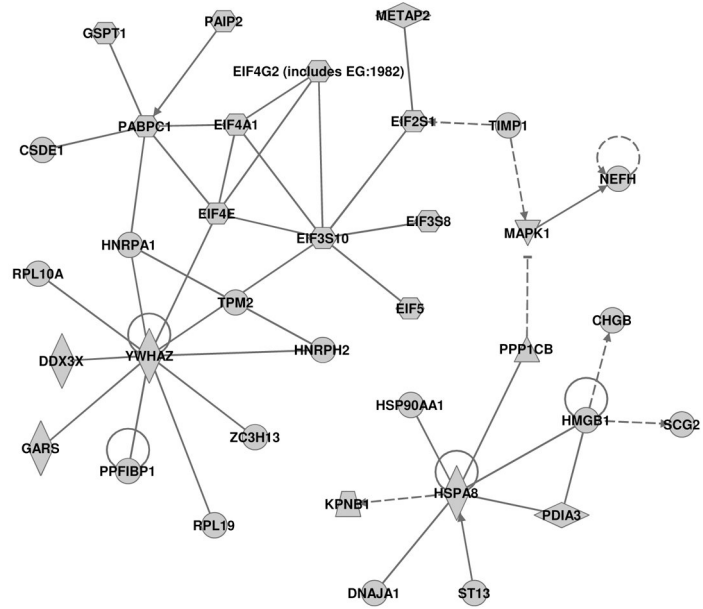 METAP2
PAIP2
GSPT1
EIF4G2 (includes EG:1982)
PABPC1
EIF4A1
EIF2S1
TIMP1
CSDE1
NEFH
EIF4E
EIF3S8
MAPK1
EIF3S10
HNRPA1
RPL10A
TPM2
EIF5
CHGB
DDX3X
YWHAZ
HNRPH2
PPP1CB
HSP90AA1
HMGB1
SCG2
ZC3H13
GARS
PPFIBP1
HSPA8
KPNB1
PDIA3
RPL19
DNAJA1
ST13